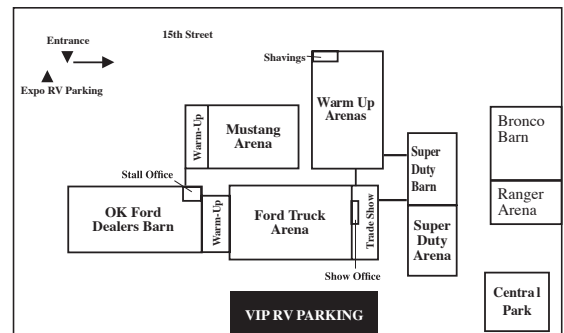 15th Street
Entrance
Expo RV Parking
Shavings
Warm Up
Arenas
Warm-Up
Mustang
Arena
Super
Duty
Barn
Bronco
Barn
Stall Office
Ranger
Arena
OK Ford
Dealers Barn
Warm-Up
Ford Truck
Arena
Trade Show
Super
Duty
Arena
Show Office
VIP RV PARKING
Central
Park